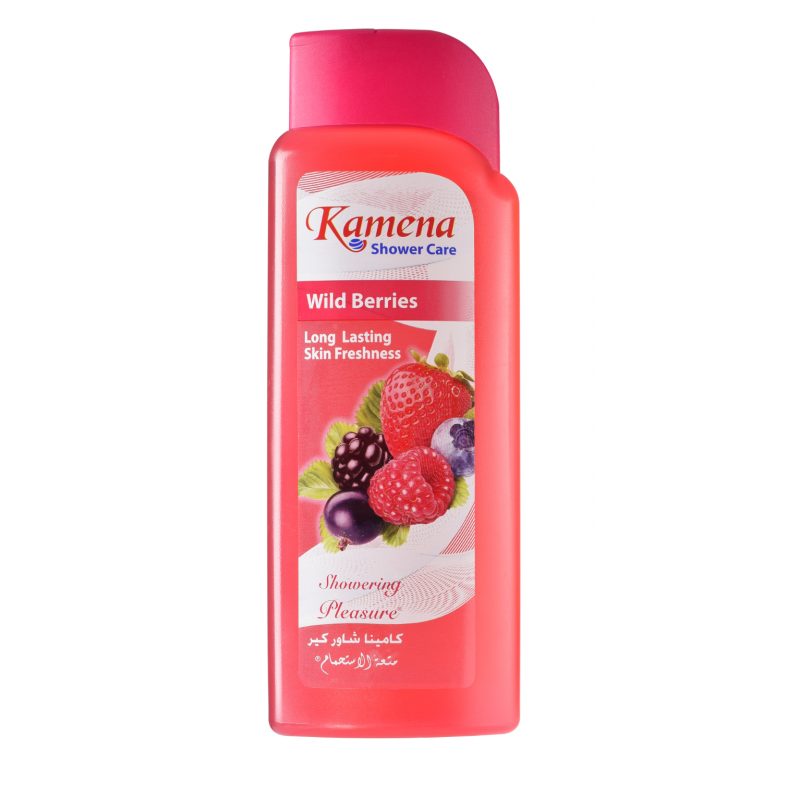 Kamena
Shower Care
Wild Berries
Long Lasting
Skin Freshness
Showering
Pleasure®
كامينا شاور كير
متعة الاستحمام®